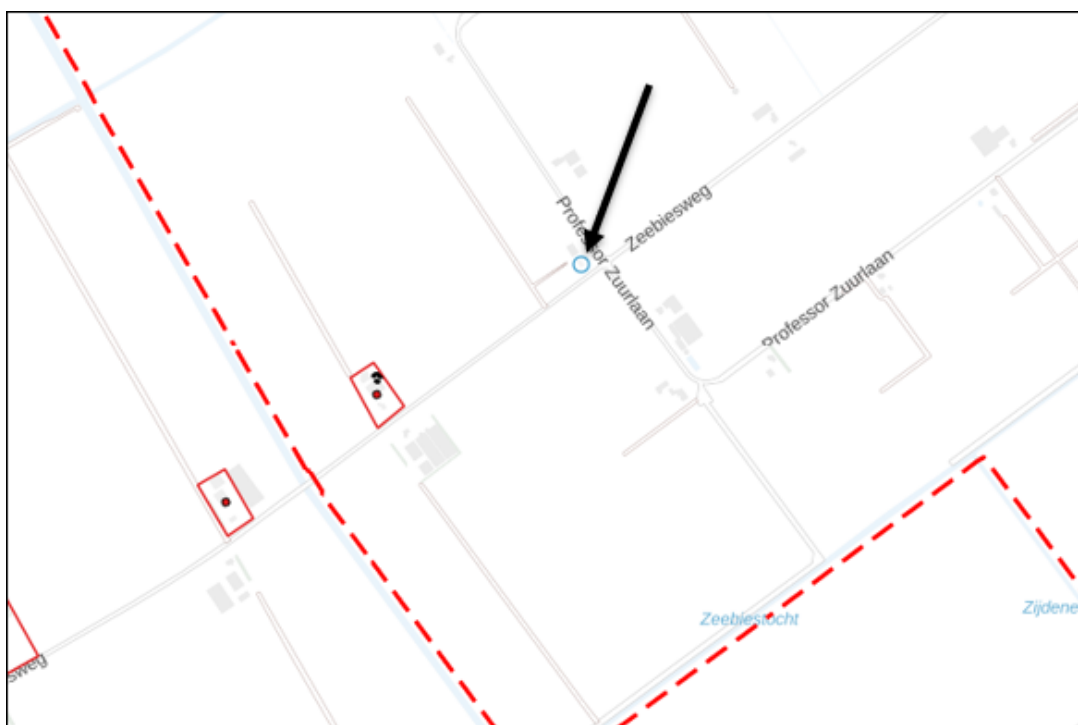 Professor Zuurlaan
Zeebiesweg
Professor Zuurlaan
Zeebiestocht
Zijdene
sweg